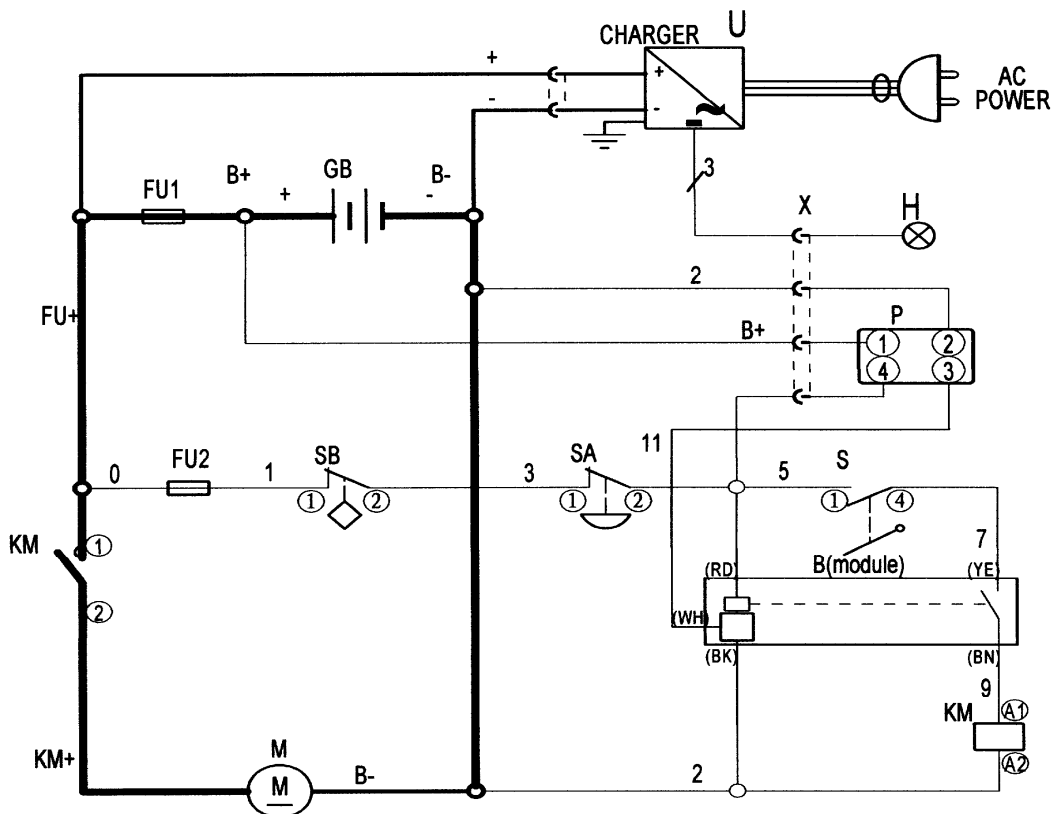 U
CHARGER
+
-
+
-
AC
POWER
3
FU1
B+
+
GB
B-
-
X
H
2
FU+
B+
P
1 2
4 3
11
0
FU2
1
SB
1 2
3
SA
1 2
5
S
1 4
KM
1
2
7
B(module)
(RD)
(YE)
(WH)
(BK)
(BN)
9
KM
A1
A2
KM+
M
M
B-
2